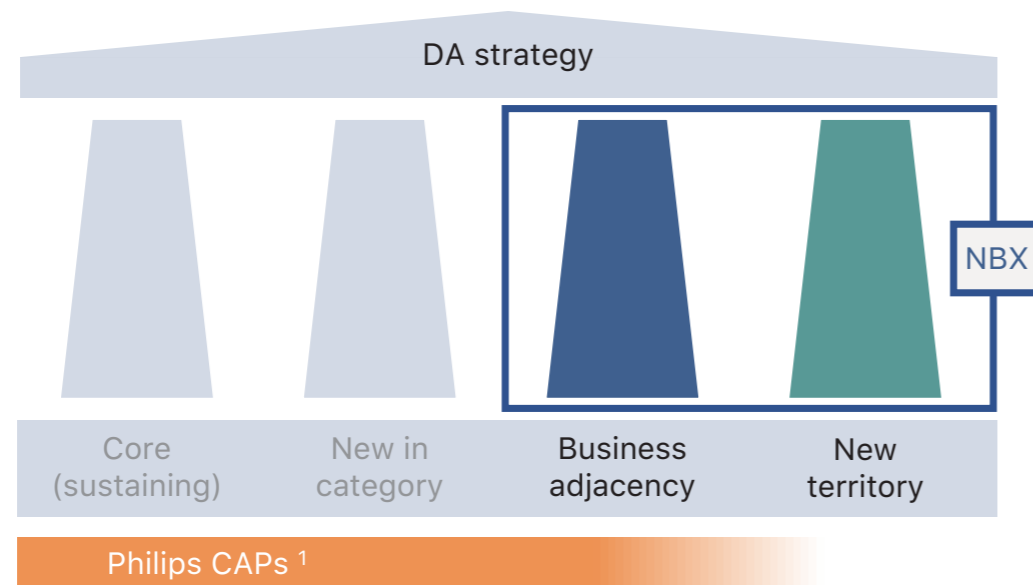 DA strategy
NBX
Core
(sustaining)
New in
category
Business
adjacency
New
territory
Philips CAPs ¹